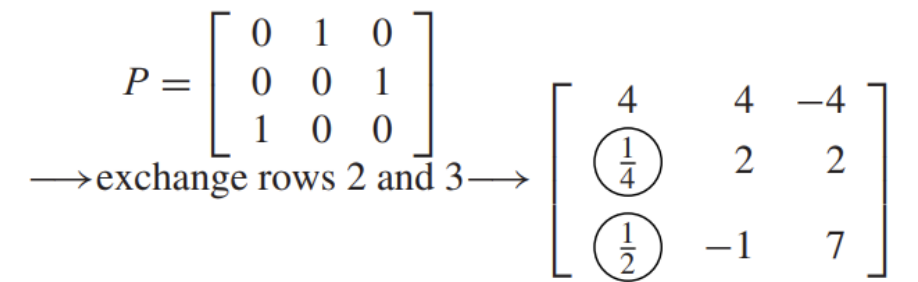 P = [ 0 1 0
0 0 1
1 0 0 ]
⟶exchange rows 2 and 3⟶
[ 4 4 −4
1/4 2 2
1/2 −1 7 ]